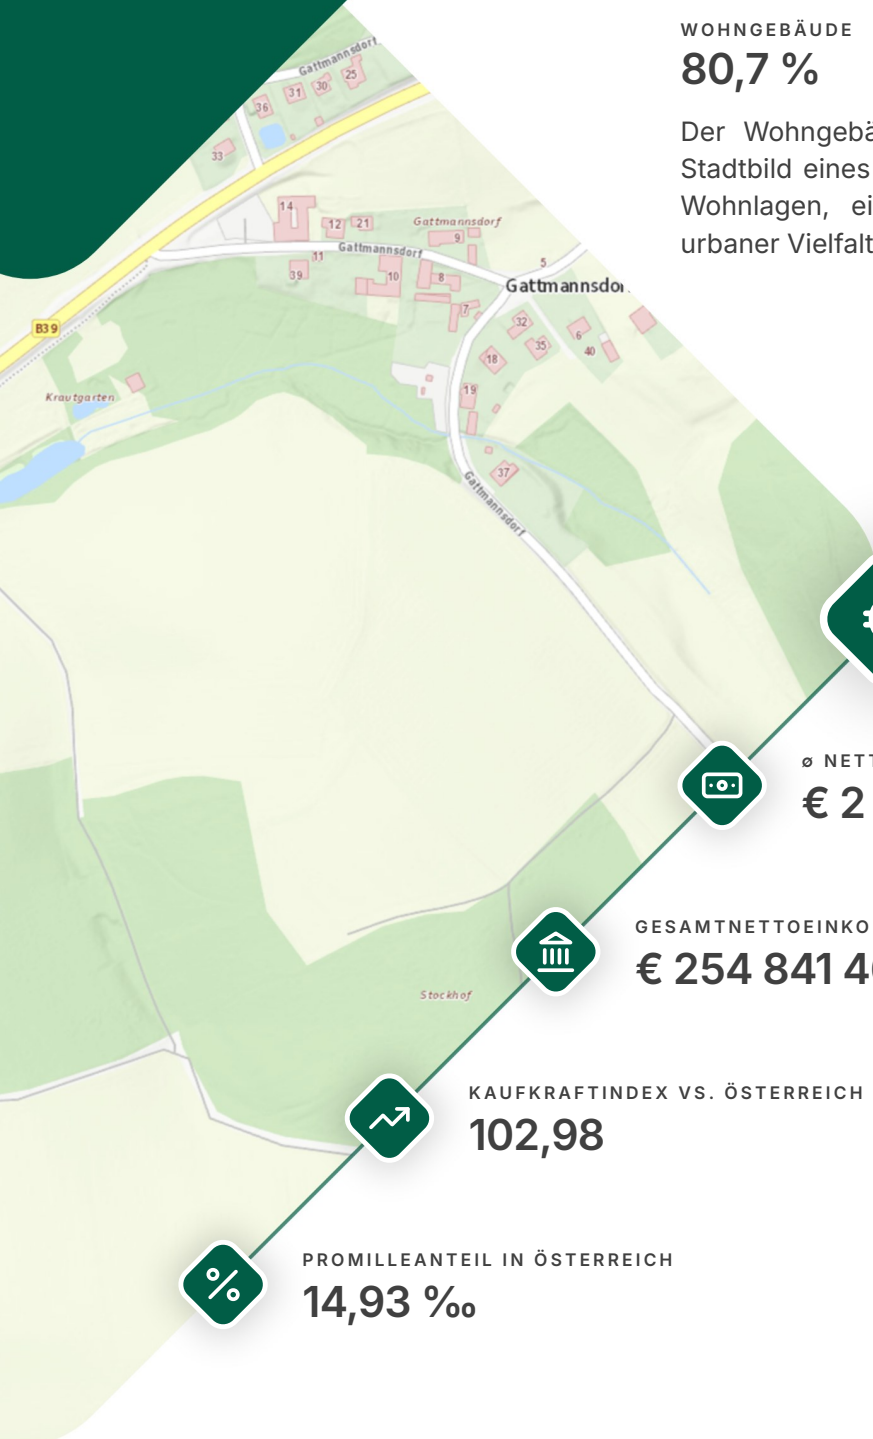 WOHNGEBÄUDE
80,7 %
Der Wohngebä
Stadtbild eines
Wohnlagen, ei
urbaner Vielfalt
Gattmannsdorf
25
30
31
36
33
14
12 21
Gattmannsdorf
9
Gattmannsdorf
11
39
10
8
5
Gattmannsdor
7
32
6
35
40
18
B39
Krautgarten
19
37
Gattmannsdorf
ø NETT
€ 2
GESAMTNETTOEINKO
€ 254 841 4
Stockhof
KAUFKRAFTINDEX VS. ÖSTERREICH
102,98
PROMILLEANTEIL IN ÖSTERREICH
14,93 ‰